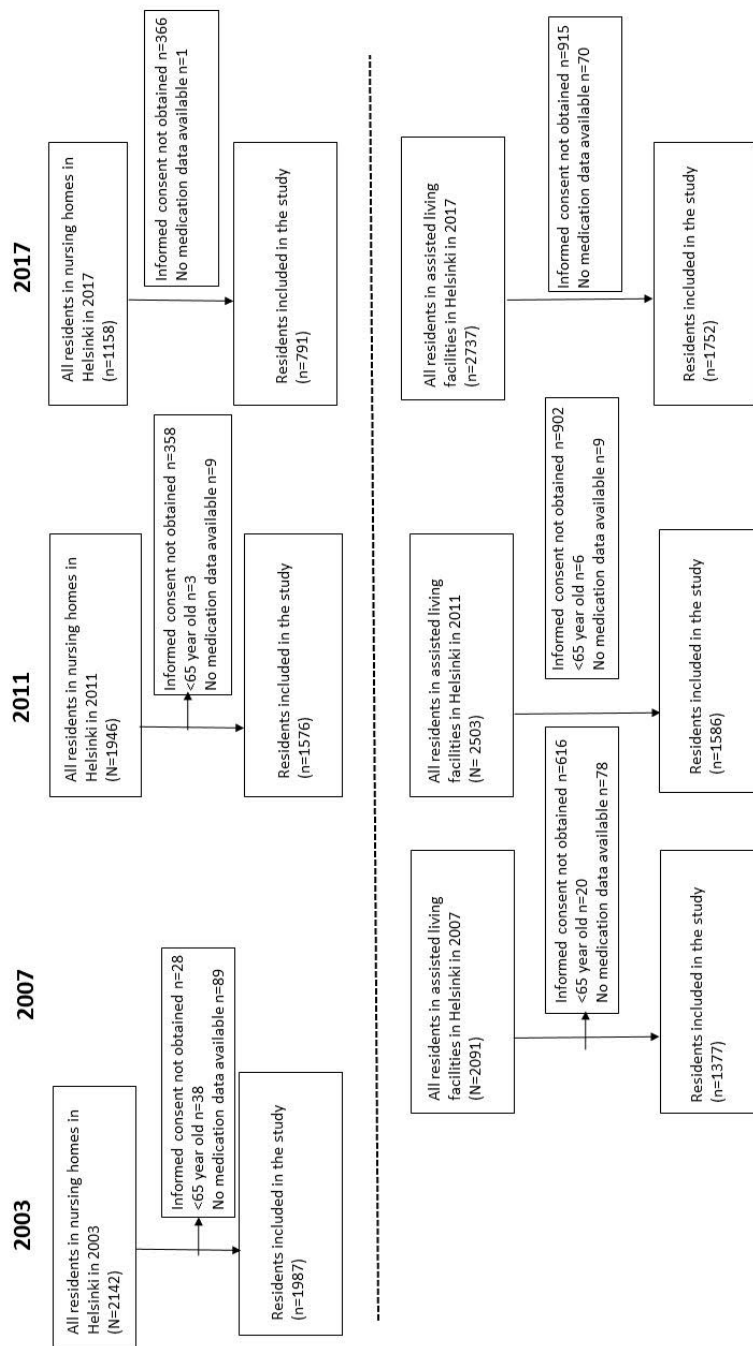 2003
2007
2011
2017
All residents in nursing homes in
Helsinki in 2003
(N=2142)
Informed consent not obtained n=28
<65 year old n=38
No medication data available n=89
Residents included in the study
(n=1987)
All residents in nursing homes in
Helsinki in 2011
(N=1946)
Informed consent not obtained n=358
<65 year old n=3
No medication data available n=9
Residents included in the study
(n=1576)
All residents in nursing homes in
Helsinki in 2017
(n=1158)
Informed consent not obtained n=366
No medication data available n=1
Residents included in the study
(n=791)
All residents in assisted living
facilities in Helsinki in 2007
(N=2091)
Informed consent not obtained n=616
<65 year old n=20
No medication data available n=78
Residents included in the study
(n=1377)
All residents in assisted living
facilities in Helsinki in 2011
(N= 2503)
Informed consent not obtained n=902
<65 year old n=6
No medication data available n=9
Residents included in the study
(n=1586)
All residents in assisted living
facilities in Helsinki in 2017
(n=2737)
Informed consent not obtained n=915
No medication data available n=70
Residents included in the study
(n=1752)